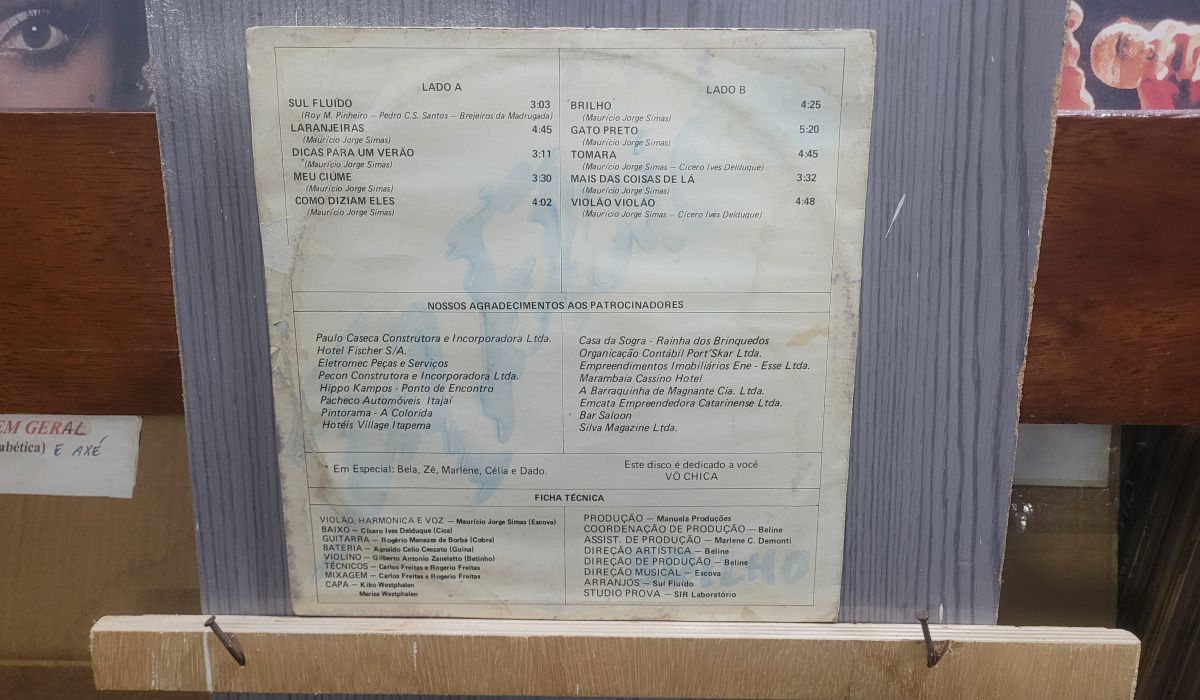 LADO A
SUL FLUIDO 3:03
(Roy M. Pinheiro — Pedro C.S. Santos — Brejeiros da Madrugada)
LARANJEIRAS 4:45
(Maurício Jorge Simas)
DICAS PARA UM VERÃO 3:11
(Maurício Jorge Simas)
MEU CIÚME 3:30
(Maurício Jorge Simas)
COMO DIZIAM ELES 4:02
(Maurício Jorge Simas)
LADO B
BRILHO 4:25
(Maurício Jorge Simas)
GATO PRETO 5:20
(Maurício Jorge Simas)
TOMARA 4:45
(Maurício Jorge Simas — Cícero Ives Delduque)
MAIS DAS COISAS DE LÁ 3:32
(Maurício Jorge Simas)
VIOLÃO VIOLÃO 4:48
(Maurício Jorge Simas — Cícero Ives Delduque)
NOSSOS AGRADECIMENTOS AOS PATROCINADORES
Paulo Caseca Construtora e Incorporadora Ltda.
Hotel Fischer S/A.
Eletromec Peças e Serviços
Pecon Construtora e Incorporadora Ltda.
Hippo Kampos - Ponto de Encontro
Pacheco Automóveis Itajaí
Pintorama - A Colorida
Hotéis Village Itapema
Casa da Sogra - Rainha dos Brinquedos
Organicação Contábil Port'Skar Ltda.
Empreendimentos Imobiliários Ene - Esse Ltda.
Marambaia Cassino Hotel
A Barraquinha de Magnante Cia. Ltda.
Emcata Empreendedora Catarinense Ltda.
Bar Saloon
Silva Magazine Ltda.
* Em Especial: Bela, Zé, Marlene, Célia e Dado.
Este disco é dedicado a você
VÓ CHICA
FICHA TÉCNICA
VIOLÃO, HARMONICA E VOZ — Maurício Jorge Simas (Escova)
BAIXO — Cícero Ives Delduque (Cica)
GUITARRA — Rogério Menezes de Borba (Cobra)
BATERIA — Agnaldo Celio Ceccato (Guina)
VIOLINO — Gilberto Antonio Zanelatto (Betinho)
TÉCNICOS — Carlos Freitas e Rogerio Freitas
MIXAGEM — Carlos Freitas e Rogerio Freitas
CAPA — Kiko Westphalen
Marisa Westphalen
PRODUÇÃO — Manuela Produções
COORDENAÇÃO DE PRODUÇÃO — Beline
ASSIST. DE PRODUÇÃO — Marlene C. Demonti
DIREÇÃO ARTISTICA — Beline
DIREÇÃO DE PRODUÇÃO — Beline
DIREÇÃO MUSICAL — Escova
ARRANJOS — Sul Fluído
STUDIO PROVA — SIR Laboratório
EM GERAL
E AXÉ